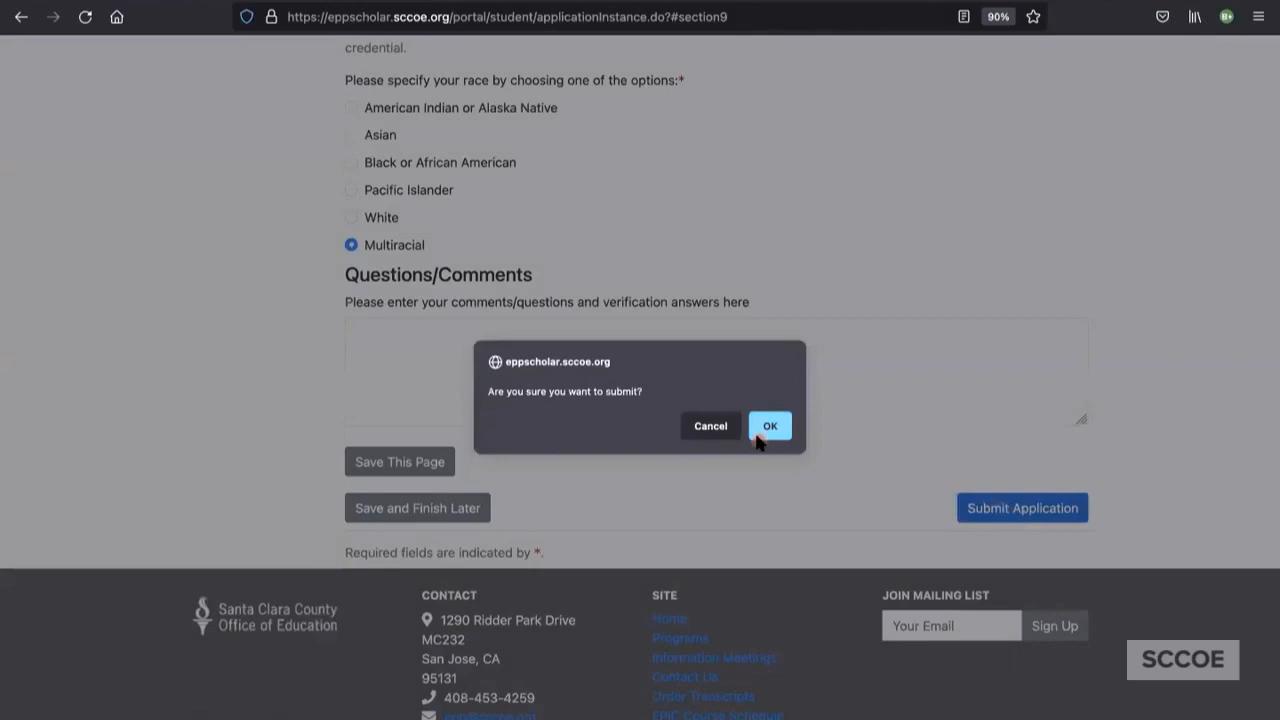 https://eppscholar.sccoe.org/portal/student/applicationInstance.do?#section9
90%
credential.
Please specify your race by choosing one of the options:*
American Indian or Alaska Native
Asian
Black or African American
Pacific Islander
White
Multiracial
Questions/Comments
Please enter your comments/questions and verification answers here
eppscholar.sccoe.org
Are you sure you want to submit?
Cancel
OK
Save This Page
Save and Finish Later
Submit Application
Required fields are indicated by *.
Santa Clara County
Office of Education
CONTACT
1290 Ridder Park Drive
MC232
San Jose, CA
95131
408-453-4259
SITE
Home
Programs
Information Meetings
Contact Us
Order Transcripts
EPIC Course Schedule
JOIN MAILING LIST
Your Email
Sign Up
SCCOE